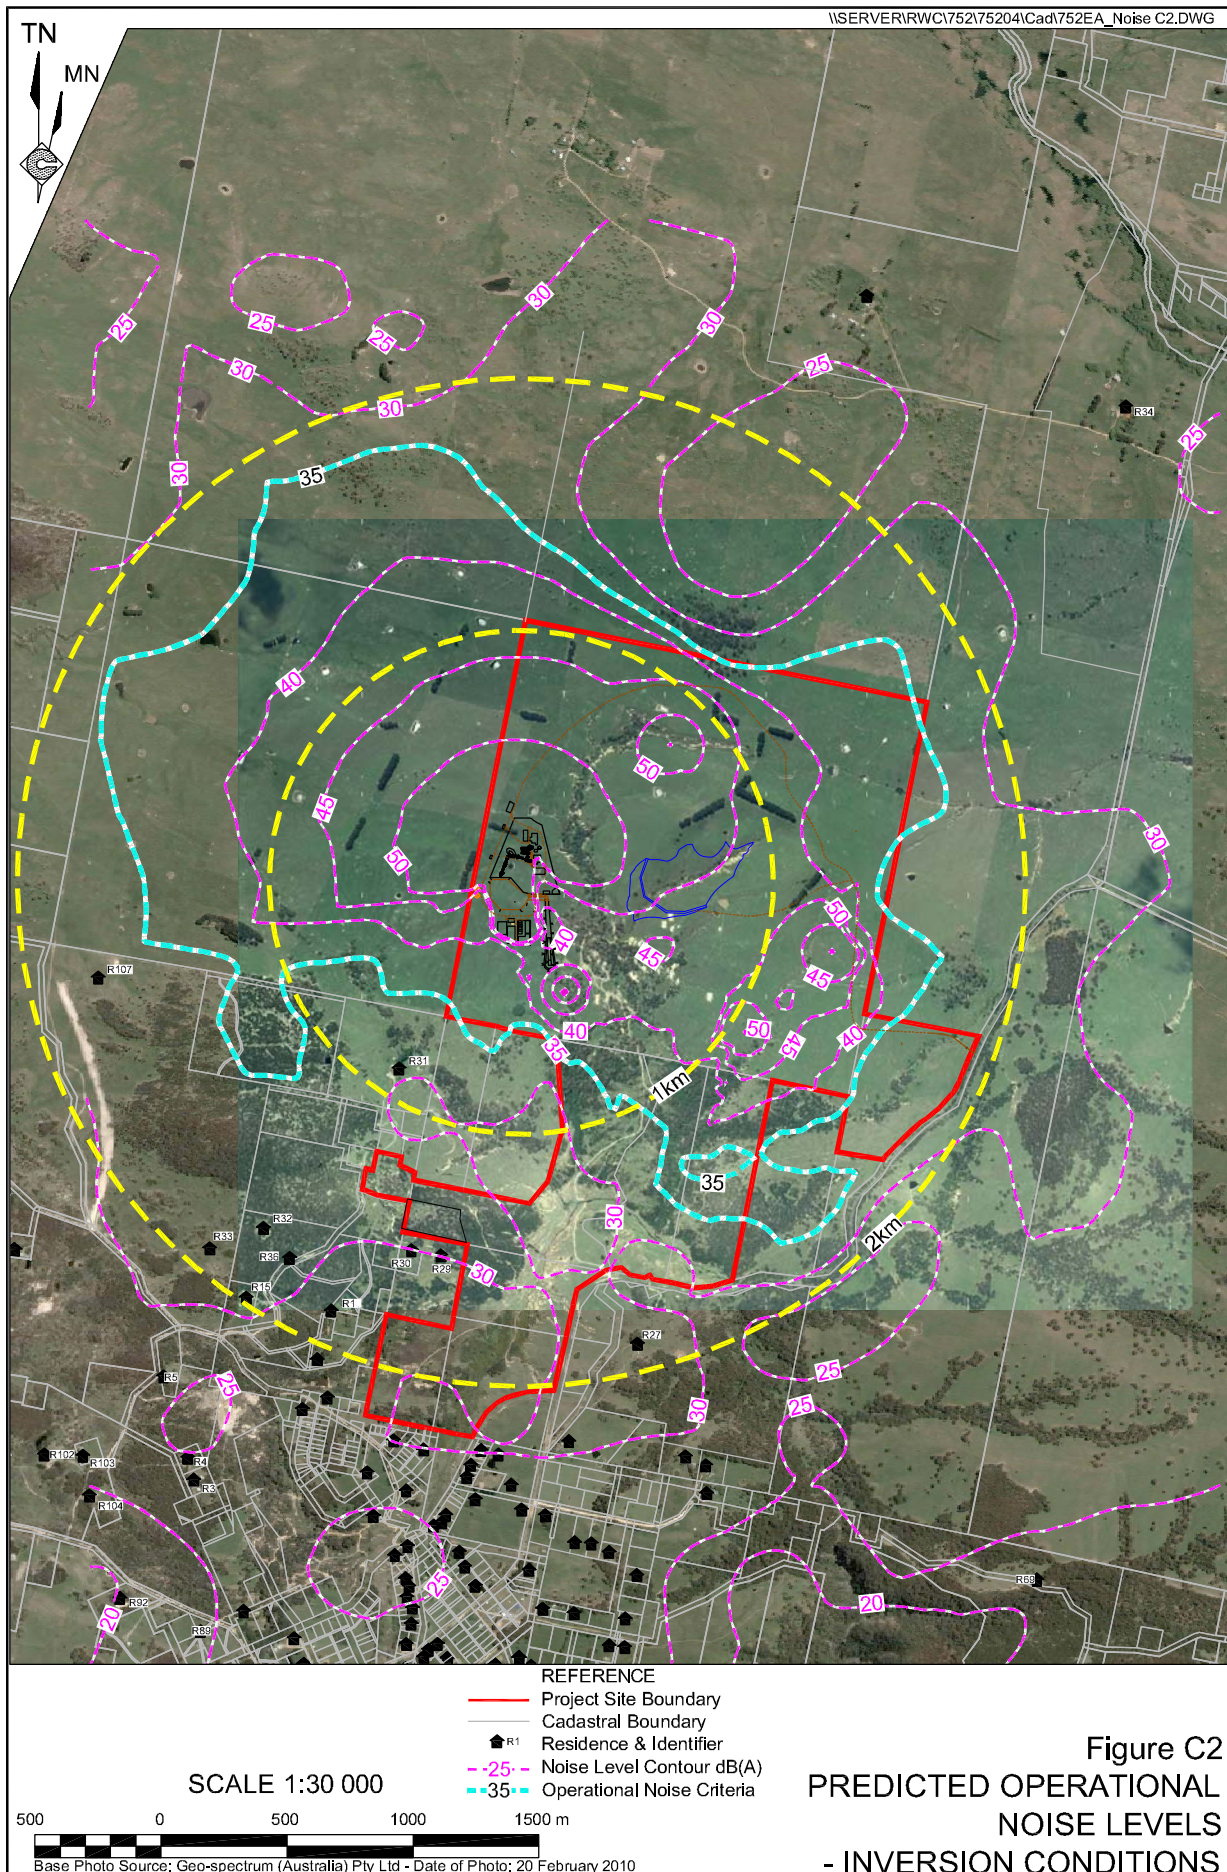 \\SERVER\RWC\752\75204\Cad\752EA_Noise C2.DWG
TN
MN
30
25
25
25
30
25
30
30
R34
25
35
30
40
50
45
30
50
50
40
45
45
R107
50
40
35
45
40
R31
1km
35
30
R32
2km
R33
R36
R30
R29
30
R15
R1
R27
25
R5
25
30
25
R102
R103
R4
R3
R104
25
R69
R92
20
20
R89
REFERENCE
Project Site Boundary
Cadastral Boundary
R1 Residence & Identifier
25 Noise Level Contour dB(A)
35 Operational Noise Criteria
SCALE 1:30 000
500 0 500 1000 1500 m
Base Photo Source: Geo-spectrum (Australia) Pty Ltd - Date of Photo: 20 February 2010
Figure C2
PREDICTED OPERATIONAL
NOISE LEVELS
- INVERSION CONDITIONS